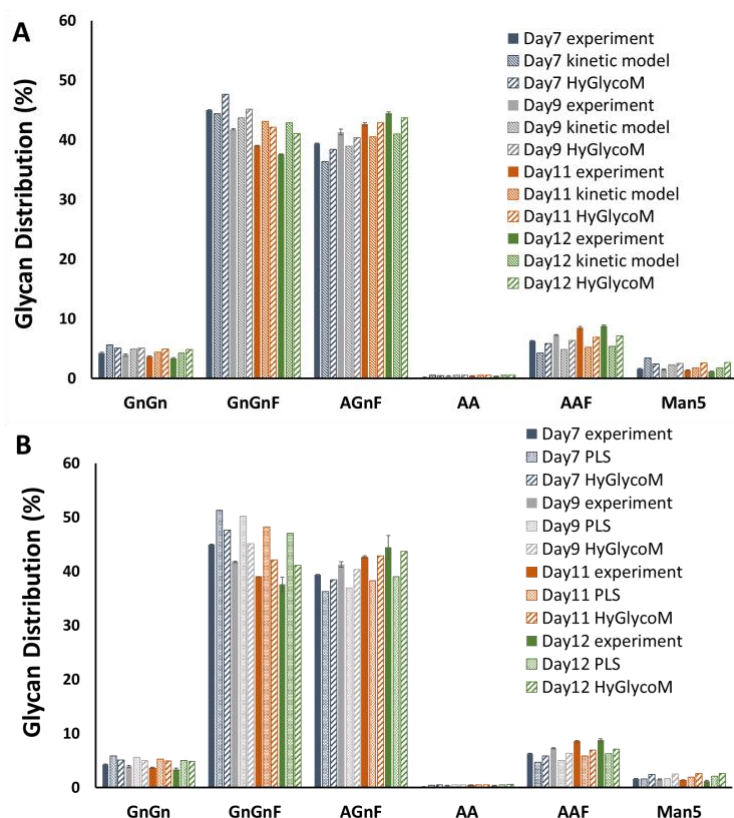 A
Glycan Distribution (%)
60
50
40
30
20
10
0
Day7 experiment
Day7 kinetic model
Day7 HyGlycoM
Day9 experiment
Day9 kinetic model
Day9 HyGlycoM
Day11 experiment
Day11 kinetic model
Day11 HyGlycoM
Day12 experiment
Day12 kinetic model
Day12 HyGlycoM
GnGn GnGnF AGnF AA AAF Man5
B
Glycan Distribution (%)
60
50
40
30
20
10
0
Day7 experiment
Day7 PLS
Day7 HyGlycoM
Day9 experiment
Day9 PLS
Day9 HyGlycoM
Day11 experiment
Day11 PLS
Day11 HyGlycoM
Day12 experiment
Day12 PLS
Day12 HyGlycoM
GnGn GnGnF AGnF AA AAF Man5